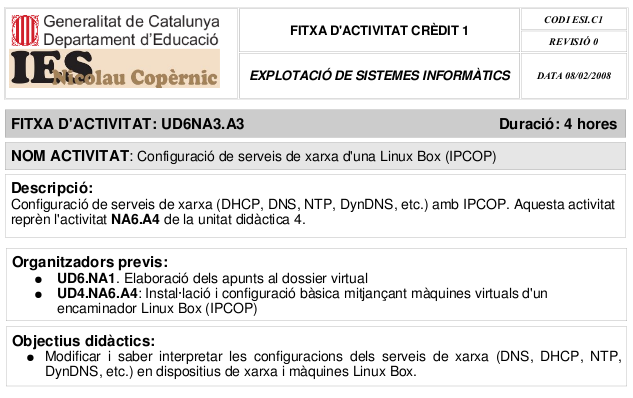 Generalitat de Catalunya
Departament d'Educació
IES Nicolau Copèrnic
FITXA D'ACTIVITAT CRÈDIT 1
EXPLOTACIÓ DE SISTEMES INFORMÀTICS
CODI ESI.C1
REVISIÓ 0
DATA 08/02/2008
FITXA D'ACTIVITAT: UD6NA3.A3 Duració: 4 hores
NOM ACTIVITAT: Configuració de serveis de xarxa d'una Linux Box (IPCOP)
Descripció:
Configuració de serveis de xarxa (DHCP, DNS, NTP, DynDNS, etc.) amb IPCOP. Aquesta activitat
reprèn l'activitat NA6.A4 de la unitat didàctica 4.
Organitzadors previs:
● UD6.NA1. Elaboració dels apunts al dossier virtual
● UD4.NA6.A4: Instal·lació i configuració bàsica mitjançant màquines virtuals d'un
encaminador Linux Box (IPCOP)
Objectius didàctics:
● Modificar i saber interpretar les configuracions dels serveis de xarxa (DNS, DHCP, NTP,
DynDNS, etc.) en dispositius de xarxa i màquines Linux Box.